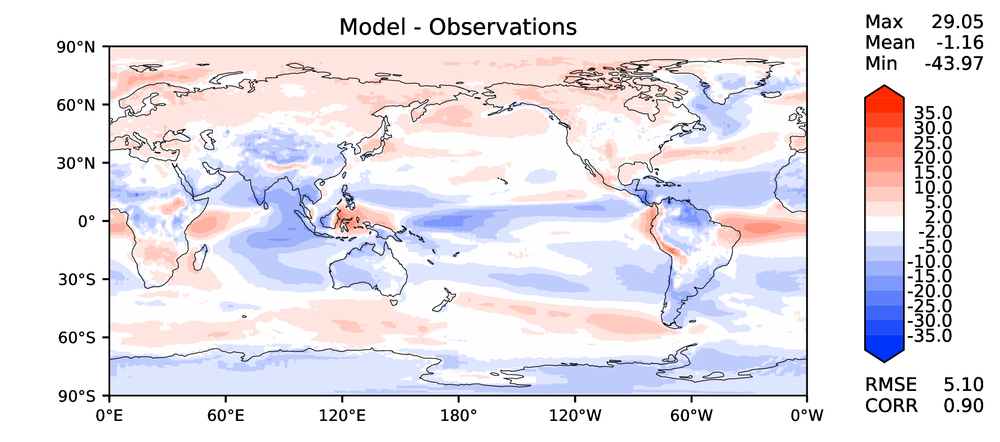 Model - Observations
Max 29.05
Mean -1.16
Min -43.97
90°N
60°N
30°N
0°
30°S
60°S
90°S
0°E 60°E 120°E 180° 120°W 60°W 0°W
35.0
30.0
25.0
20.0
15.0
10.0
5.0
2.0
-2.0
-5.0
-10.0
-15.0
-20.0
-25.0
-30.0
-35.0
RMSE 5.10
CORR 0.90